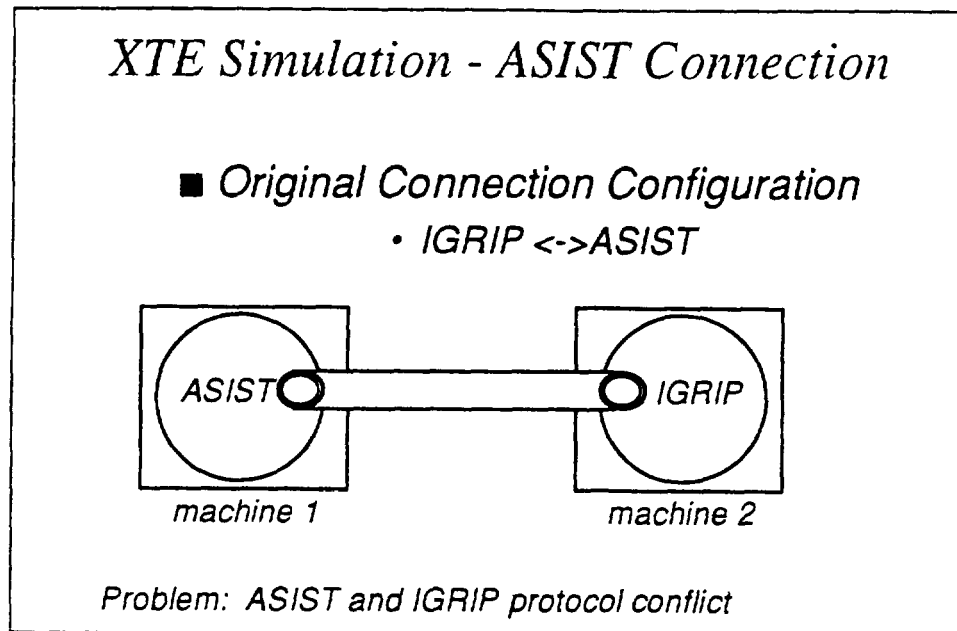 XTE Simulation - ASIST Connection
■ Original Connection Configuration
• IGRIP <->ASIST
ASIST
IGRIP
machine 1
machine 2
Problem: ASIST and IGRIP protocol conflict